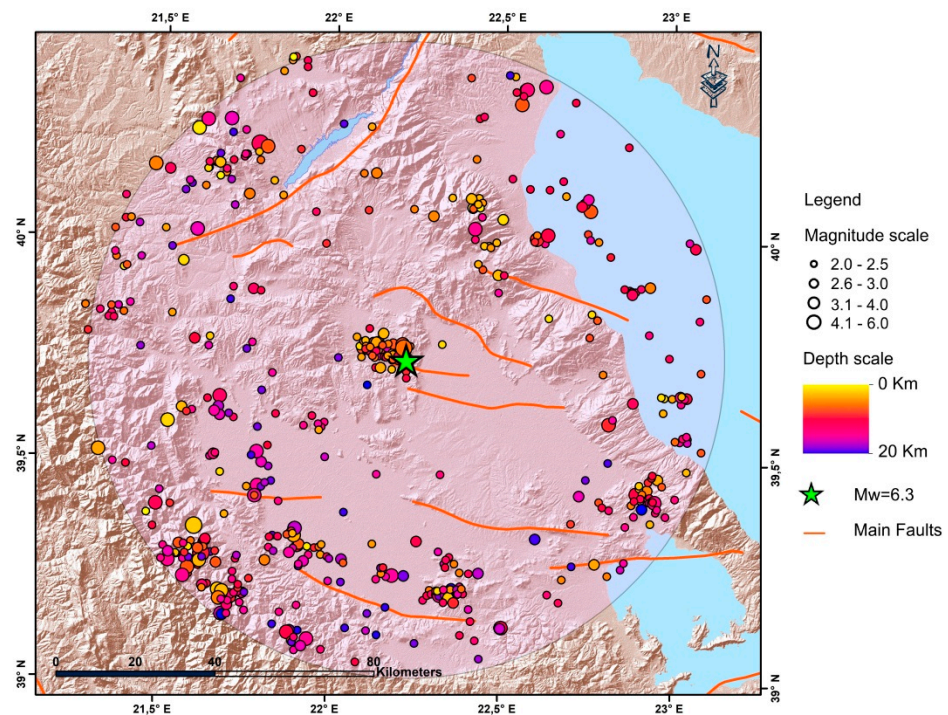 21,5° E 22° E 22,5° E 23° E
N
40° N 40° N
39,5° N 39,5° N
39° N 39° N
0 20 40 80
Kilometers
21,5° E 22° E 22,5° E 23° E
Legend
Magnitude scale
2.0 - 2.5
2.6 - 3.0
3.1 - 4.0
4.1 - 6.0
Depth scale
0 Km
20 Km
Mw=6.3
Main Faults